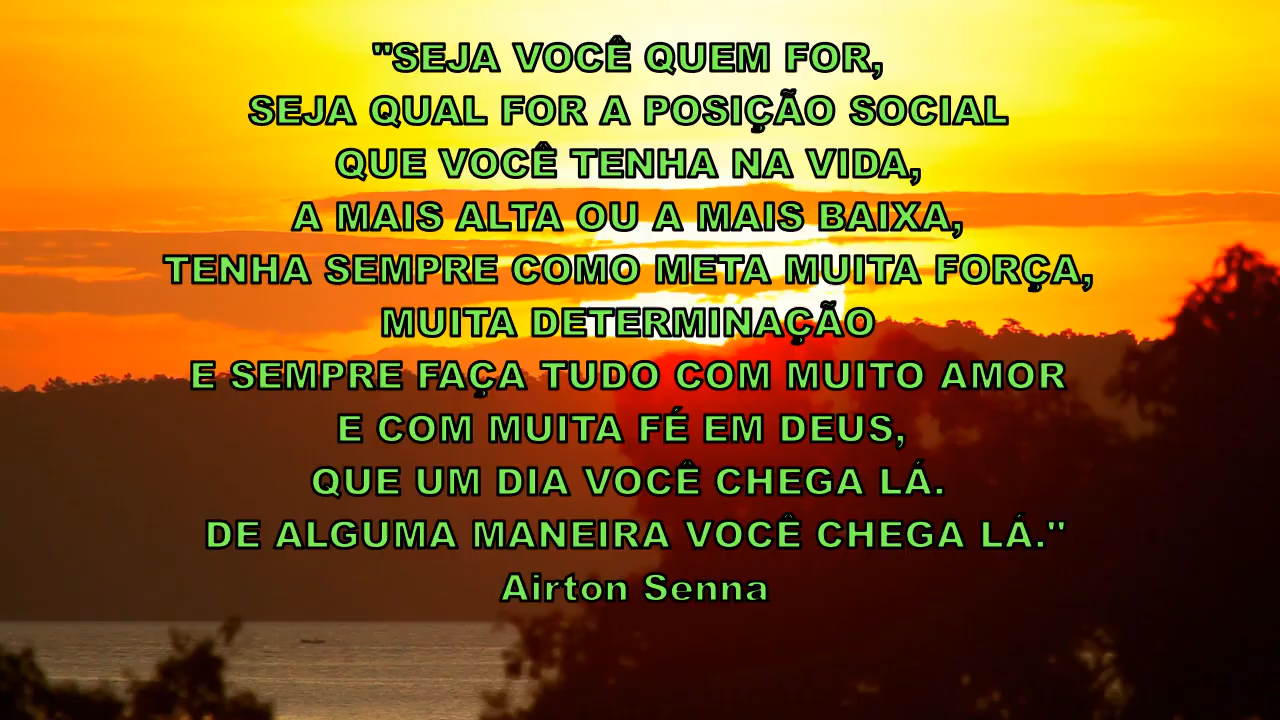 "SEJA VOCÊ QUEM FOR,
SEJA QUAL FOR A POSIÇÃO SOCIAL
QUE VOCÊ TENHA NA VIDA,
A MAIS ALTA OU A MAIS BAIXA,
TENHA SEMPRE COMO META MUITA FORÇA,
MUITA DETERMINAÇÃO
E SEMPRE FAÇA TUDO COM MUITO AMOR
E COM MUITA FÉ EM DEUS,
QUE UM DIA VOCÊ CHEGA LÁ.
DE ALGUMA MANEIRA VOCÊ CHEGA LÁ."
Airton Senna